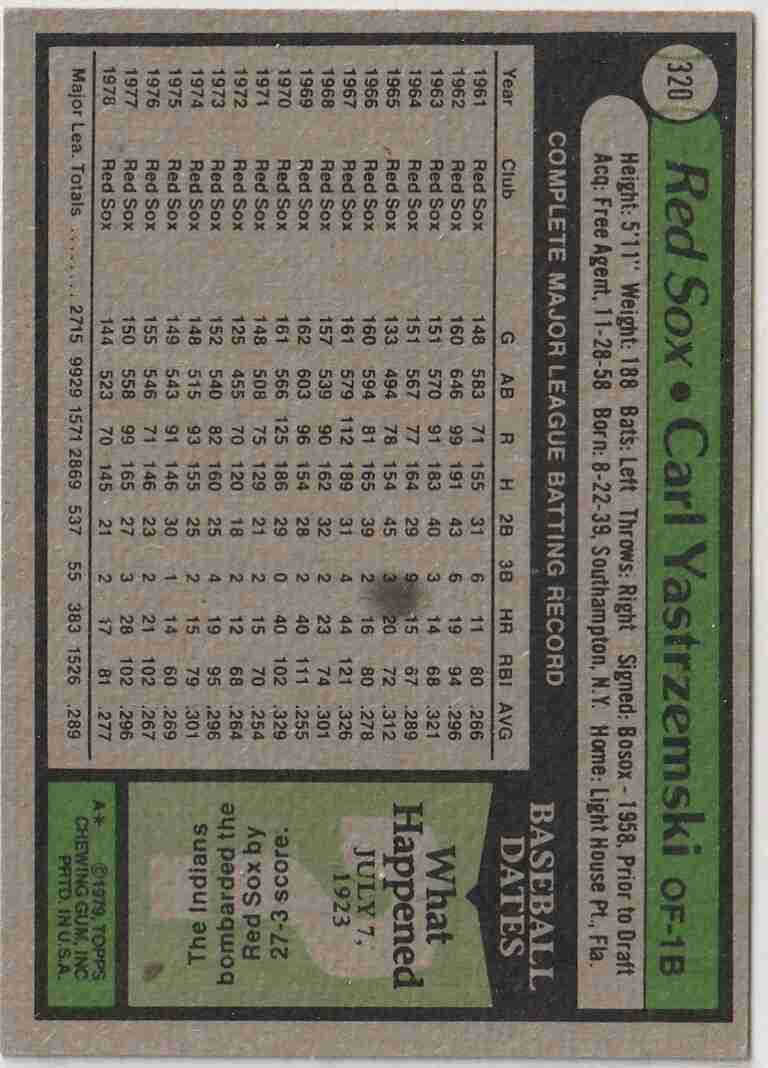 320
Red Sox • Carl Yastrzemski OF-1B
Height: 5'11" Weight: 188 Bats: Left Throws: Right Signed: Bosox - 1958, Prior to Draft
Acq: Free Agent, 11-28-58 Born: 8-22-39, Southampton, N.Y. Home: Light House Pt., Fla.
COMPLETE MAJOR LEAGUE BATTING RECORD
Year Club G AB R H 2B 3B HR RBI AVG
1961 Red Sox 148 583 71 155 31 6 11 80 .266
1962 Red Sox 160 646 99 191 43 6 19 94 .296
1963 Red Sox 151 570 91 183 40 3 14 68 .321
1964 Red Sox 151 567 77 164 29 9 15 67 .289
1965 Red Sox 133 494 78 154 45 3 20 72 .312
1966 Red Sox 160 594 81 165 39 2 16 80 .278
1967 Red Sox 161 579 112 189 31 4 44 121 .326
1968 Red Sox 157 539 90 162 32 2 23 74 .301
1969 Red Sox 162 603 96 154 28 2 40 111 .255
1970 Red Sox 161 566 125 186 29 0 40 102 .329
1971 Red Sox 148 508 75 129 21 2 15 70 .254
1972 Red Sox 125 455 70 120 18 2 12 68 .264
1973 Red Sox 152 540 82 160 25 4 19 95 .296
1974 Red Sox 148 515 93 155 25 2 15 79 .301
1975 Red Sox 149 543 91 146 30 1 14 60 .269
1976 Red Sox 155 546 71 146 23 2 21 102 .267
1977 Red Sox 150 558 99 165 27 3 28 102 .296
1978 Red Sox 144 523 70 145 21 2 17 81 .277
Major Lea. Totals ....... 2715 9929 1571 2869 537 55 383 1526 .289
BASEBALL
DATES
What
Happened
JULY 7,
1923
The Indians
bombarded the
Red Sox by
27-3 score.
A* ©1979, TOPPS
CHEWING GUM, INC
PRTD. IN U.S.A.